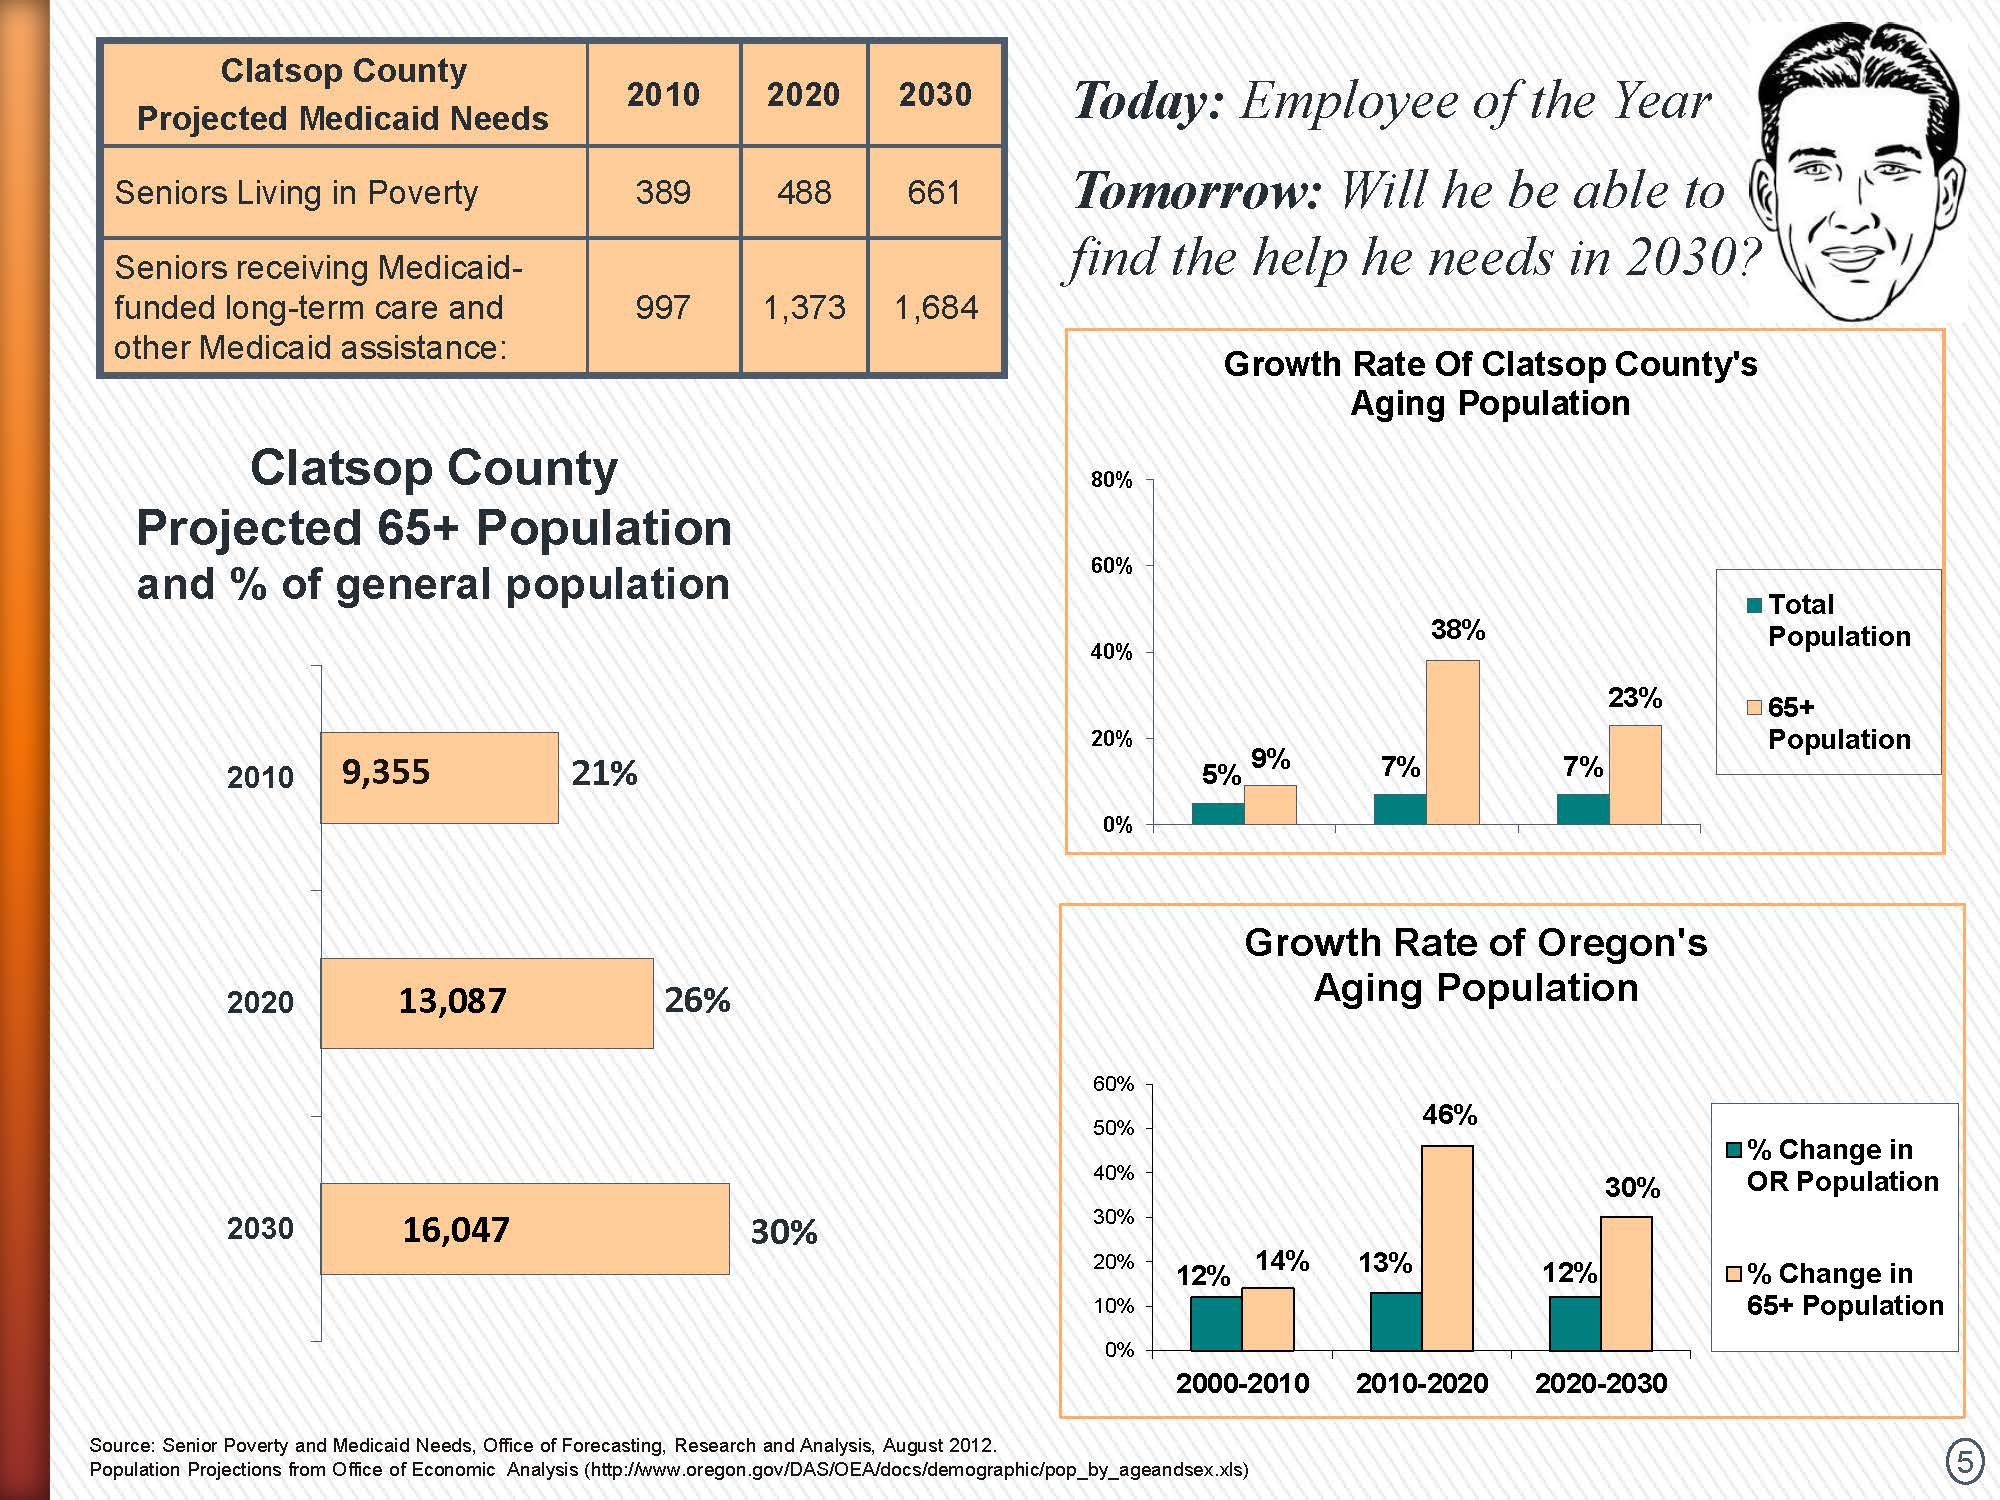 Clatsop County
Projected Medicaid Needs
2010
2020
2030
Seniors Living in Poverty
389
488
661
Seniors receiving Medicaid-
funded long-term care and
other Medicaid assistance:
997
1,373
1,684
Today: Employee of the Year
Tomorrow: Will he be able to
find the help he needs in 2030?
Clatsop County
Projected 65+ Population
and % of general population
2010
9,355
21%
2020
13,087
26%
2030
16,047
30%
Growth Rate Of Clatsop County's
Aging Population
80%
60%
40%
20%
0%
5%
9%
7%
38%
7%
23%
Total
Population
65+
Population
Growth Rate of Oregon's
Aging Population
60%
50%
40%
30%
20%
10%
0%
12%
14%
13%
46%
12%
30%
2000-2010
2010-2020
2020-2030
% Change in
OR Population
% Change in
65+ Population
Source: Senior Poverty and Medicaid Needs, Office of Forecasting, Research and Analysis, August 2012.
Population Projections from Office of Economic Analysis (http://www.oregon.gov/DAS/OEA/docs/demographic/pop_by_ageandsex.xls)
5